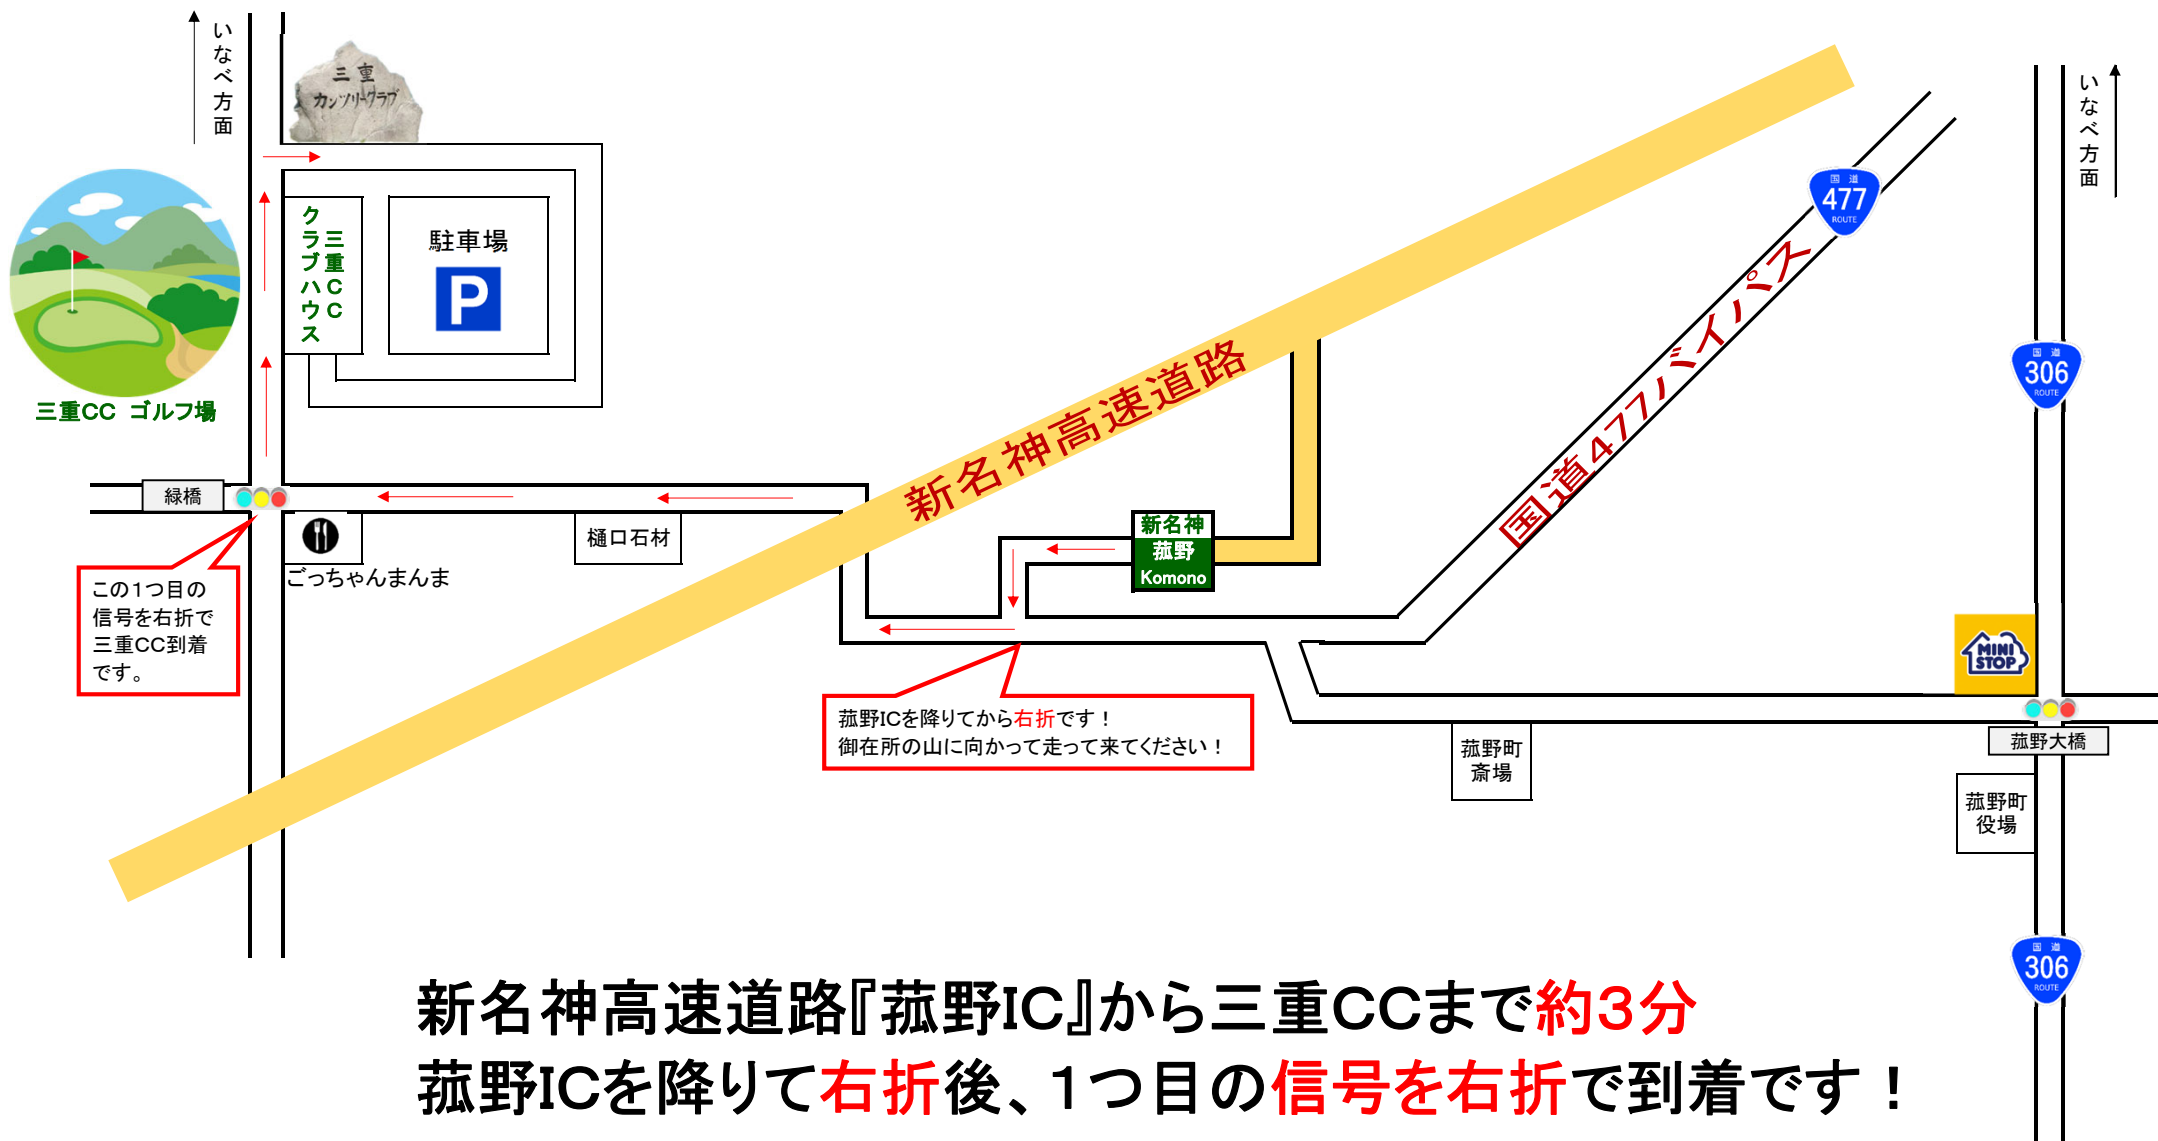 いなべ方面
三重
カンツリークラブ
三重CC
クラブハウス
駐車場
P
三重CC ゴルフ場
新名神高速道路
国道477バイパス
国道
477
ROUTE
いなべ方面
国道
306
ROUTE
緑橋
ごっちゃんまんま
樋口石材
新名神
菰野
Komono
この1つ目の
信号を右折で
三重CC到着
です。
菰野ICを降りてから右折です！
御在所の山に向かって走って来てください！
MINI
STOP
菰野大橋
菰野町
斎場
菰野町
役場
国道
306
ROUTE
新名神高速道路『菰野IC』から三重CCまで約3分
菰野ICを降りて右折後、1つ目の信号を右折で到着です！